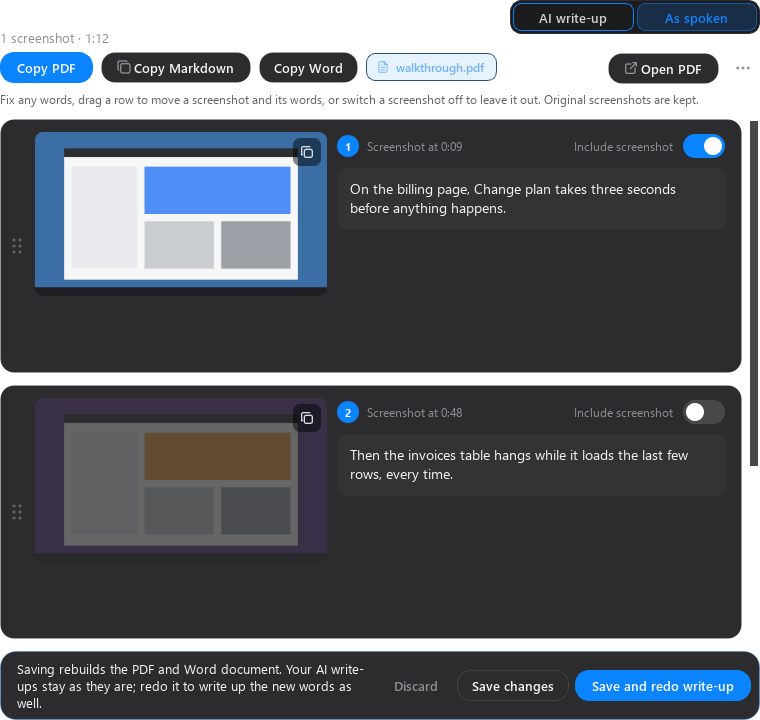 AI write-up
As spoken
1 screenshot · 1:12
Copy PDF
Copy Markdown
Copy Word
walkthrough.pdf
Open PDF
Fix any words, drag a row to move a screenshot and its words, or switch a screenshot off to leave it out. Original screenshots are kept.
1
Screenshot at 0:09
Include screenshot
On the billing page, Change plan takes three seconds
before anything happens.
2
Screenshot at 0:48
Include screenshot
Then the invoices table hangs while it loads the last few
rows, every time.
Saving rebuilds the PDF and Word document. Your AI write-
ups stay as they are; redo it to write up the new words as
well.
Discard
Save changes
Save and redo write-up